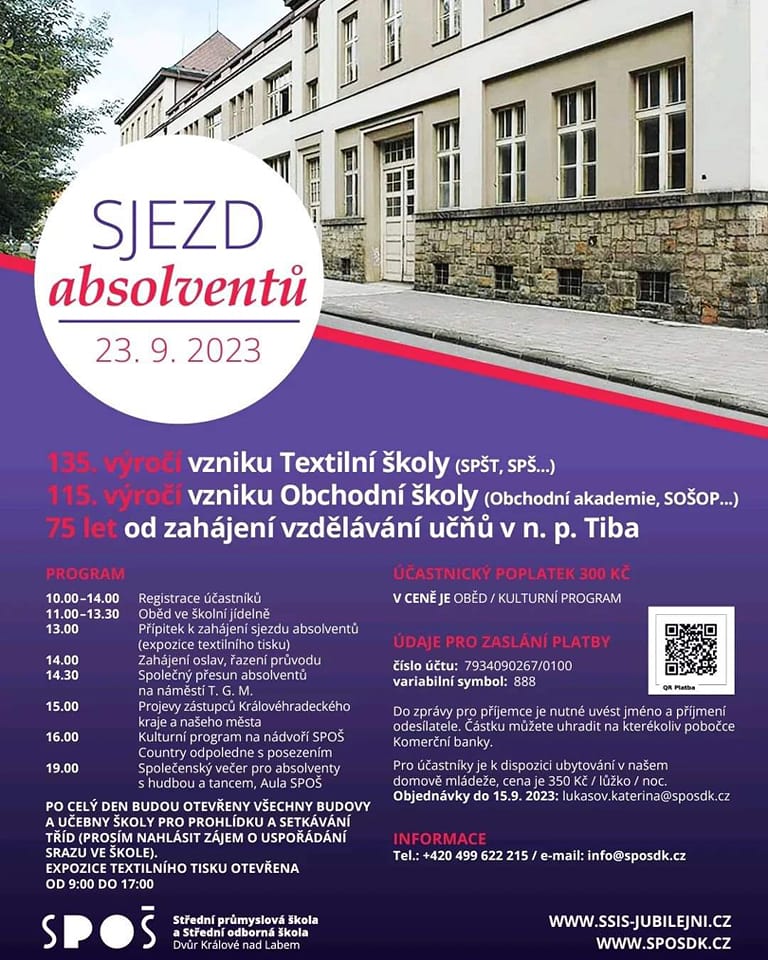 SJEZD
absolventů
23. 9. 2023
135. výročí vzniku Textilní školy (SPŠT, SPŠ...)
115. výročí vzniku Obchodní školy (Obchodní akademie, SOŠOP...)
75 let od zahájení vzdělávání učňů v n. p. Tiba
PROGRAM
10.00–14.00 Registrace účastníků
11.00–13.30 Oběd ve školní jídelně
13.00 Přípitek k zahájení sjezdu absolventů
(expozice textilního tisku)
14.00 Zahájení oslav, řazení průvodu
14.30 Společný přesun absolventů
na náměstí T. G. M.
15.00 Projevy zástupců Královéhradeckého
kraje a našeho města
16.00 Kulturní program na nádvoří SPOŠ
Country odpoledne s posezením
19.00 Společenský večer pro absolventy
s hudbou a tancem, Aula SPOŠ
PO CELÝ DEN BUDOU OTEVŘENY VŠECHNY BUDOVY
A UČEBNY ŠKOLY PRO PROHLÍDKU A SETKÁVÁNÍ
TŘÍD (PROSÍM NAHLÁSIT ZÁJEM O USPOŘÁDÁNÍ
SRAZU VE ŠKOLE).
EXPOZICE TEXTILNÍHO TISKU OTEVŘENA
OD 9:00 DO 17:00
ÚČASTNICKÝ POPLATEK 300 KČ
V CENĚ JE OBĚD / KULTURNÍ PROGRAM
ÚDAJE PRO ZASLÁNÍ PLATBY
číslo účtu: 7934090267/0100
variabilní symbol: 888
QR Platba
Do zprávy pro příjemce je nutné uvést jméno a příjmení
odesílatele. Částku můžete uhradit na kterékoliv pobočce
Komerční banky.
Pro účastníky je k dispozici ubytování v našem
domově mládeže, cena je 350 Kč / lůžko / noc.
Objednávky do 15.9. 2023: lukasov.katerina@sposdk.cz
INFORMACE
Tel.: +420 499 622 215 / e-mail: info@sposdk.cz
SPOŠ
Střední průmyslová škola
a Střední odborná škola
Dvůr Králové nad Labem
WWW.SSIS-JUBILEJNI.CZ
WWW.SPOSDK.CZ